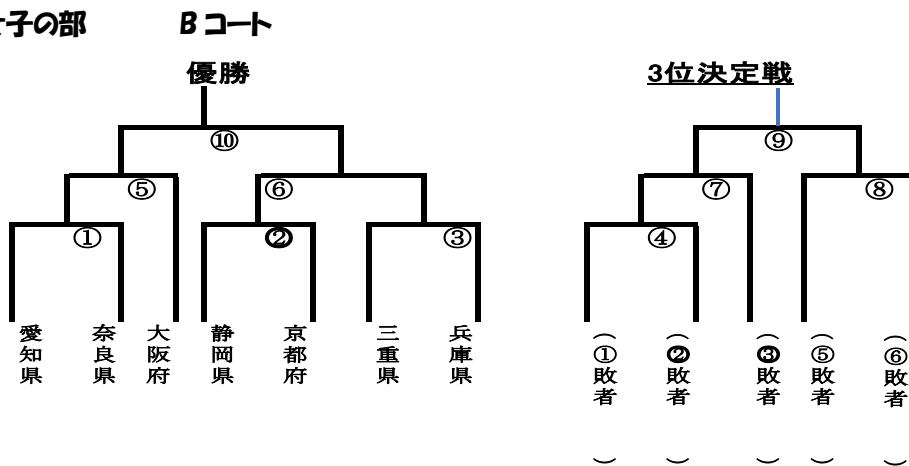 子の部 Bコート
優勝
3位決定戦
⑩
⑨
⑤
⑥
⑦
⑧
①
②
③
④
愛知県
奈良県
大阪府
静岡県
京都府
三重県
兵庫県
(①敗者 )
(②敗者 )
(③敗者 )
(⑤敗者 )
(⑥敗者 )